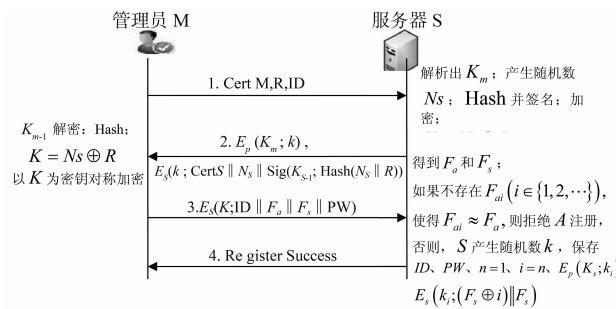 管理员 M
服务器 S
1. Cert M,R,ID
解析出 K_m；产生随机数
Ns；Hash 并签名；加
密；
K_{m-1} 解密：Hash；
K = Ns ⊕ R
以 K 为密钥对称加密
2. E_p (K_m; k) ,
E_S(k ; CertS ‖ N_S ‖ Sig(K_{S-1}; Hash(N_S ‖ R))
得到 F_a 和 F_s；
如果不存在 F_{ai} (i ∈ {1,2,⋯}),
使得 F_{ai} ≈ F_a, 则拒绝 A 注册,
否则，S 产生随机数 k，保存
ID、PW、n=1、i=n、E_p(K_s;k_i
E_s(k_i;(F_s ⊕ i)‖F_s)
3.E_S(K;ID ‖ F_a ‖ F_s ‖ PW)
4. Re gister Success